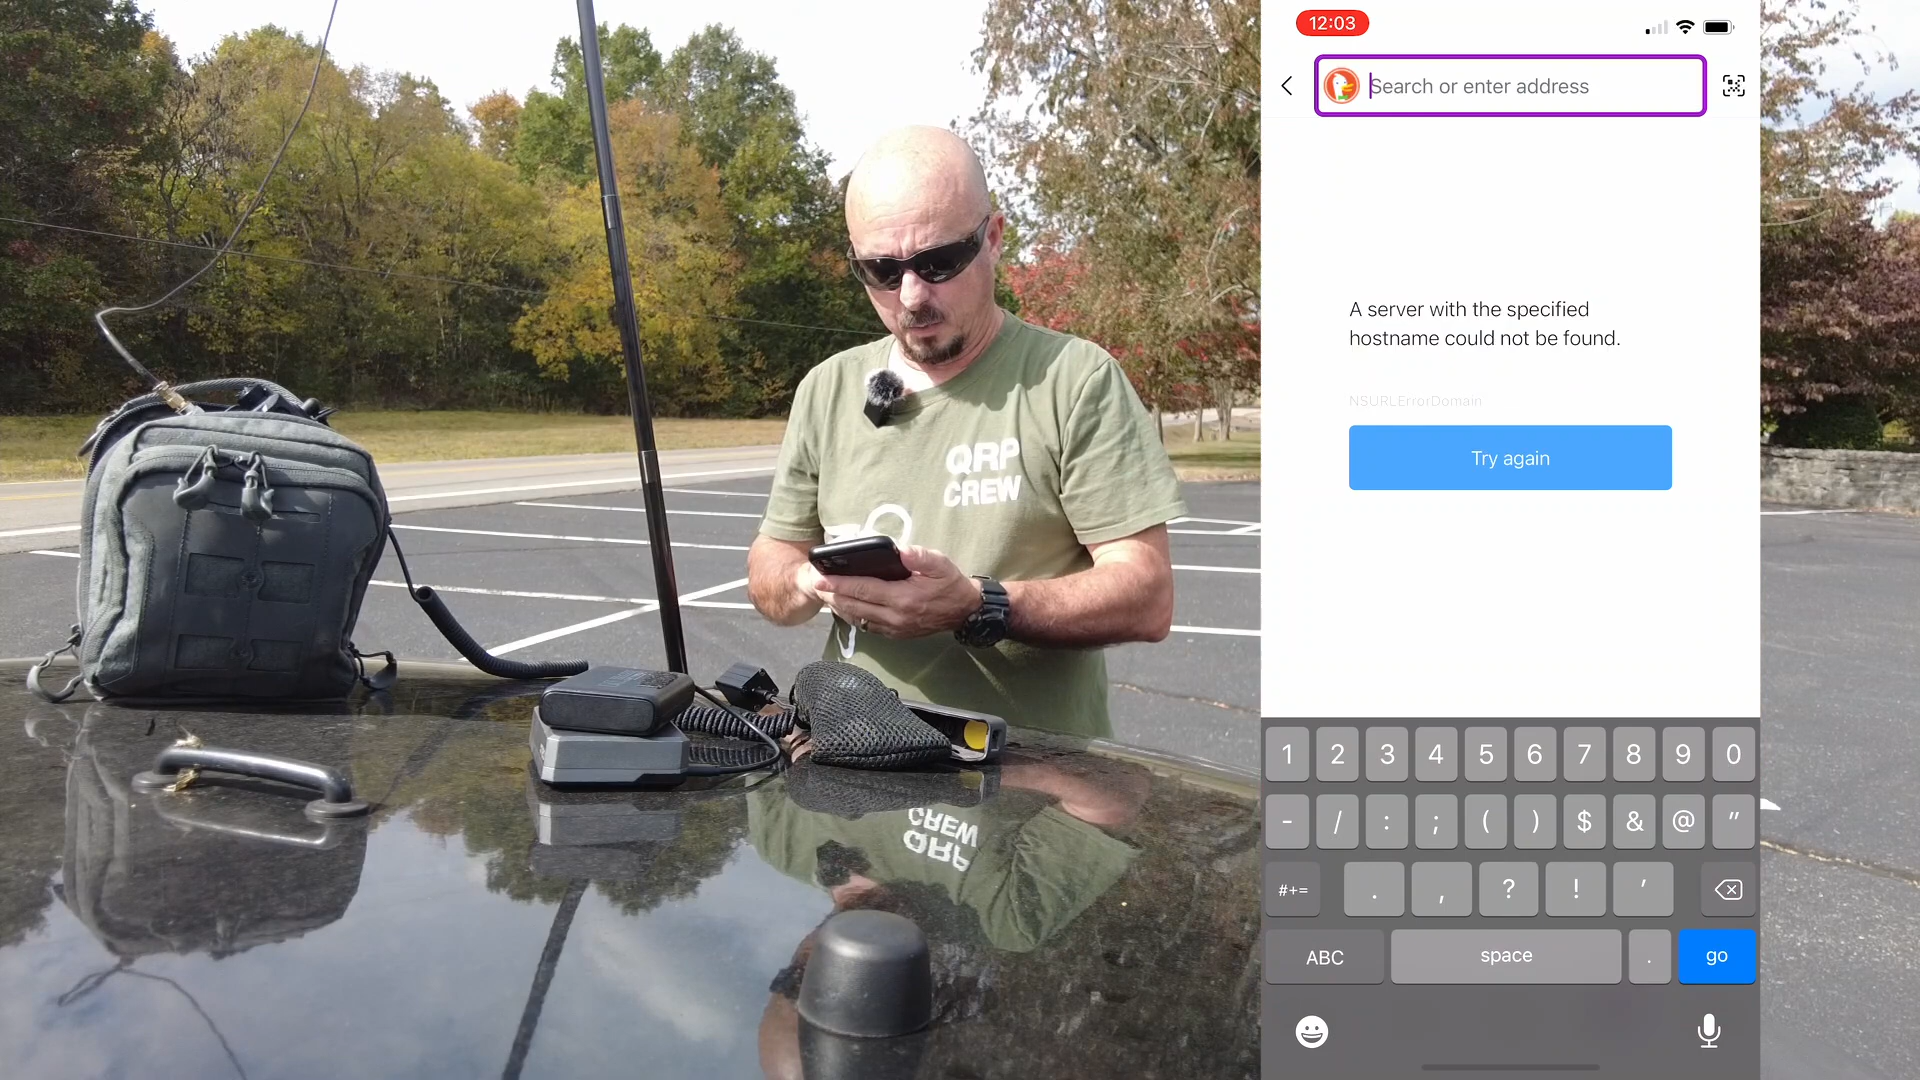 12:03
Search or enter address
A server with the specified
hostname could not be found.
NSURLErrorDomain
Try again
QRP
CREW
CREW
QRP
1 2 3 4 5 6 7 8 9 0
- / : ; ( ) $ & @ "
#+= . , ? ! '
ABC space . go